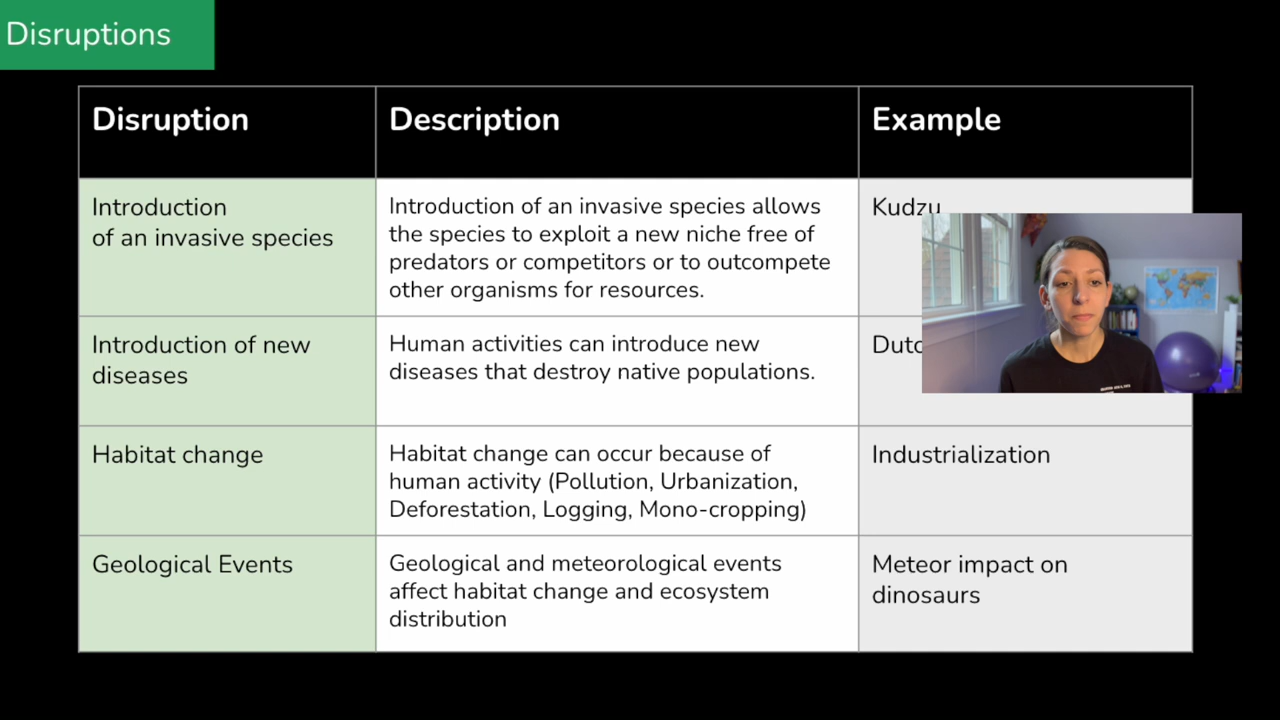 Disruptions
Disruption
Description
Example
Introduction
of an invasive species
Introduction of an invasive species allows
the species to exploit a new niche free of
predators or competitors or to outcompete
other organisms for resources.
Kudzu
Introduction of new
diseases
Human activities can introduce new
diseases that destroy native populations.
Habitat change
Habitat change can occur because of
human activity (Pollution, Urbanization,
Deforestation, Logging, Mono-cropping)
Industrialization
Geological Events
Geological and meteorological events
affect habitat change and ecosystem
distribution
Meteor impact on
dinosaurs